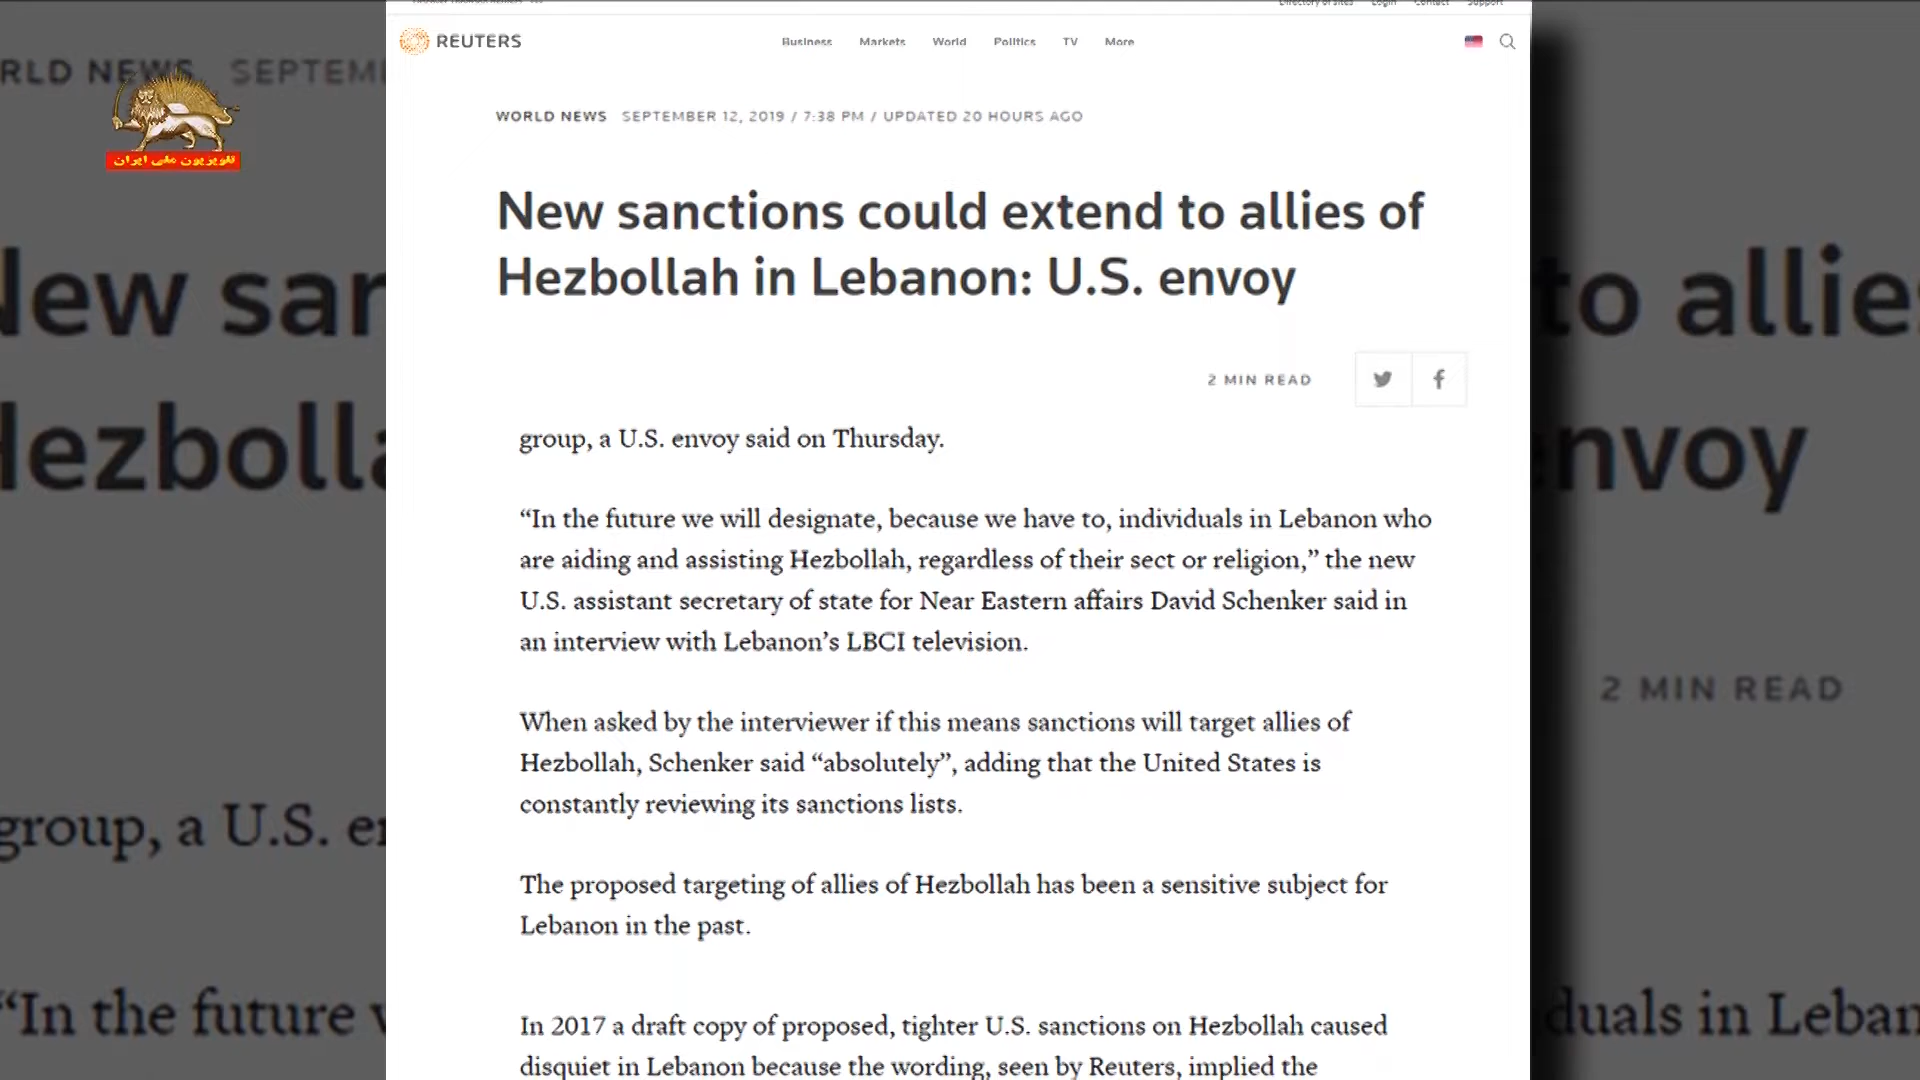 Directory of sites Login Contact Support
REUTERS Business Markets World Politics TV More
تلویزیون ملی ایران
WORLD NEWS SEPTEMBER 12, 2019 / 7:38 PM / UPDATED 20 HOURS AGO
New sanctions could extend to allies of
Hezbollah in Lebanon: U.S. envoy
2 MIN READ
group, a U.S. envoy said on Thursday.
“In the future we will designate, because we have to, individuals in Lebanon who
are aiding and assisting Hezbollah, regardless of their sect or religion,” the new
U.S. assistant secretary of state for Near Eastern affairs David Schenker said in
an interview with Lebanon’s LBCI television.
When asked by the interviewer if this means sanctions will target allies of
Hezbollah, Schenker said “absolutely”, adding that the United States is
constantly reviewing its sanctions lists.
The proposed targeting of allies of Hezbollah has been a sensitive subject for
Lebanon in the past.
In 2017 a draft copy of proposed, tighter U.S. sanctions on Hezbollah caused
disquiet in Lebanon because the wording, seen by Reuters, implied the